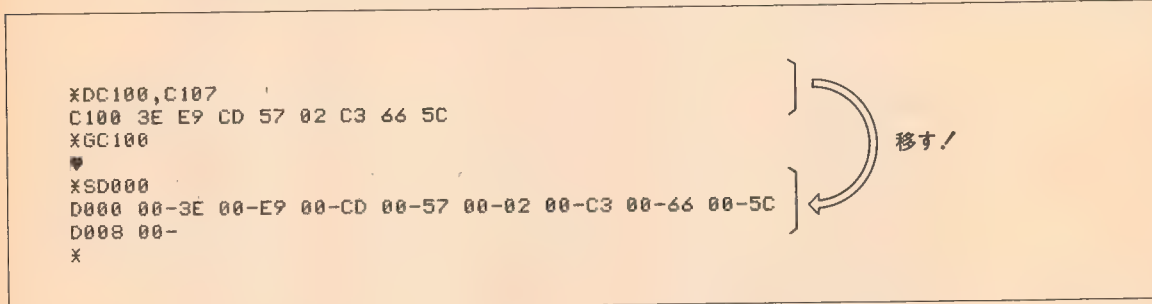 *DC100,C107
C100 3E E9 CD 57 02 C3 66 5C
*GC100
♥
*SD000
D000 00-3E 00-E9 00-CD 00-57 00-02 00-C3 00-66 00-5C
D008 00-
*
移す!